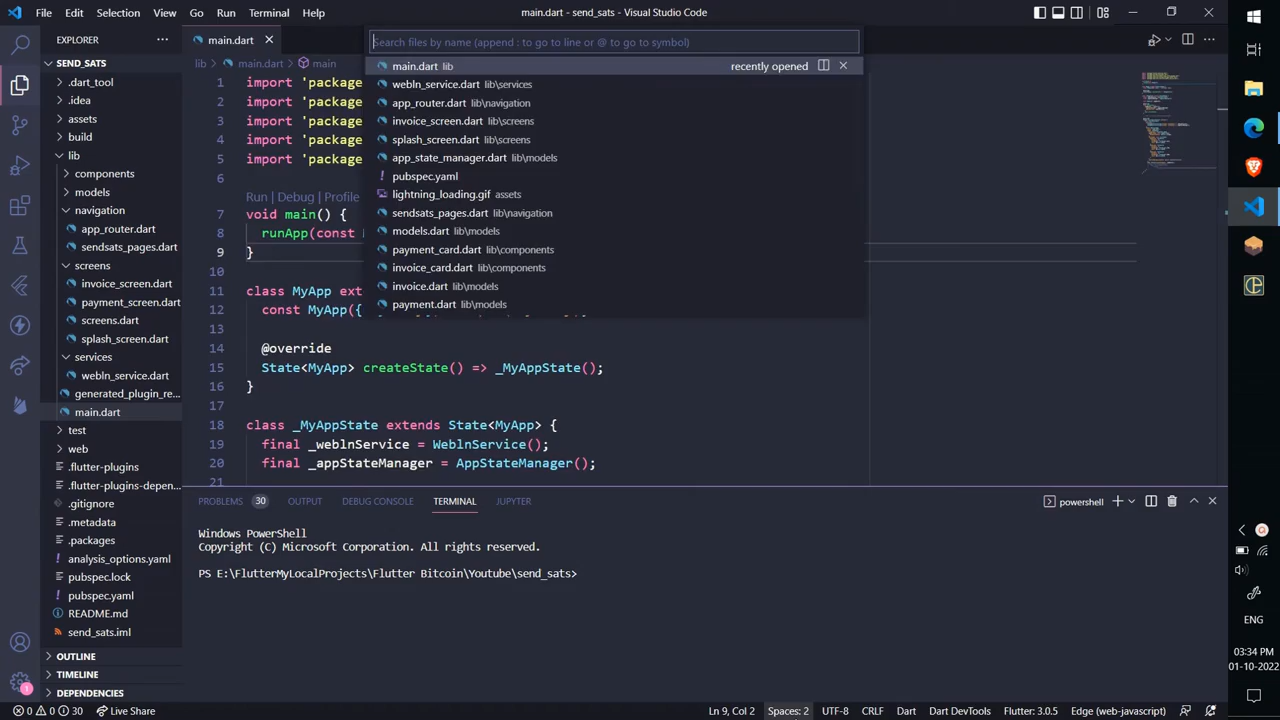 File Edit Selection View Go Run Terminal Help
main.dart - send_sats - Visual Studio Code
EXPLORER
SEND_SATS
.dart_tool
.idea
assets
build
lib
components
models
navigation
app_router.dart
sendsats_pages.dart
screens
invoice_screen.dart
payment_screen.dart
screens.dart
splash_screen.dart
services
webln_service.dart
generated_plugin_re...
main.dart
test
web
.flutter-plugins
.flutter-plugins-depen...
.gitignore
.metadata
.packages
analysis_options.yaml
pubspec.lock
pubspec.yaml
README.md
send_sats.iml
OUTLINE
TIMELINE
DEPENDENCIES
main.dart
lib main.dart main
Search files by name (append : to go to line or @ to go to symbol)
main.dart lib recently opened
webln_service.dart lib\services
app_router.dart lib\navigation
invoice_screen.dart lib\screens
splash_screen.dart lib\screens
app_state_manager.dart lib\models
pubspec.yaml
lightning_loading.gif assets
sendsats_pages.dart lib\navigation
models.dart lib\models
payment_card.dart lib\components
invoice_card.dart lib\components
invoice.dart lib\models
payment.dart lib\models
1 import 'package
2 import 'package
3 import 'package
4 import 'package
5 import 'package
6
Run | Debug | Profile
7 void main() {
8 runApp(const
9 }
10
11 class MyApp ext
12 const MyApp({
13
14 @override
15 State<MyApp> createState() => _MyAppState();
16 }
17
18 class _MyAppState extends State<MyApp> {
19 final _weblnService = WeblnService();
20 final _appStateManager = AppStateManager();
21
PROBLEMS 30 OUTPUT DEBUG CONSOLE TERMINAL JUPYTER
powershell
Windows PowerShell
Copyright (C) Microsoft Corporation. All rights reserved.
PS E:\FlutterMyLocalProjects\Flutter Bitcoin\Youtube\send_sats>
1
0 0 30 Live Share
Ln 9, Col 2 Spaces: 2 UTF-8 CRLF Dart Dart DevTools Flutter: 3.0.5 Edge (web-javascript)
ENG
03:34 PM
01-10-2022